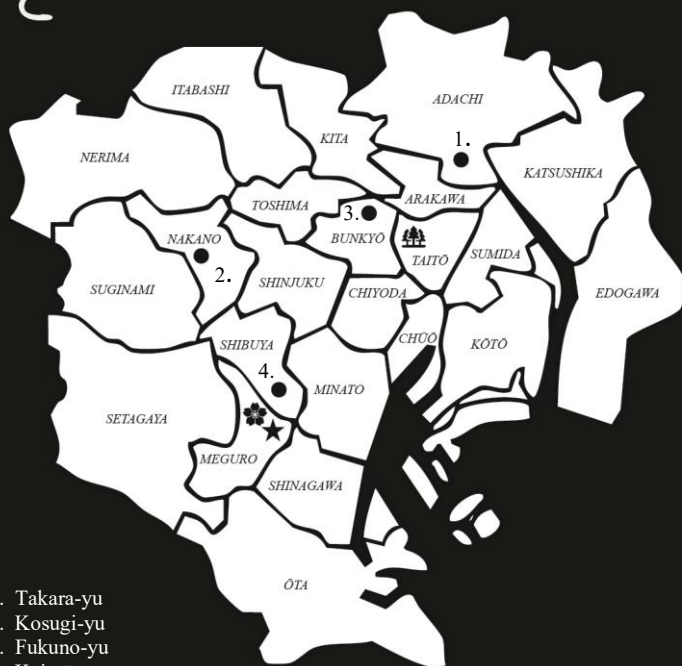 ITABASHI
ADACHI
KITA
1.
NERIMA
KATSUSHIKA
TOSHIMA
ARAKAWA
3.
NAKANO
BUNKYŌ
TAITŌ
SUMIDA
2.
SUGINAMI
SHINJUKU
CHIYODA
EDOGAWA
SHIBUYA
CHŪŌ
KŌTŌ
4.
MINATO
SETAGAYA
MEGURO
SHINAGAWA
ŌTA
. Takara-yu
. Kosugi-yu
. Fukuno-yu